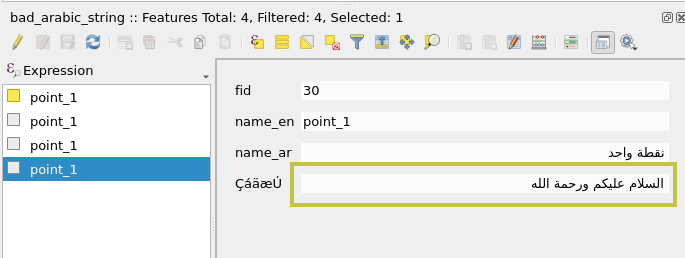 bad_arabic_string :: Features Total: 4, Filtered: 4, Selected: 1
Expression
point_1
point_1
point_1
point_1
fid 30
name_en point_1
name_ar نقطة واحد
ÇáäæÚ السلام عليكم ورحمة الله